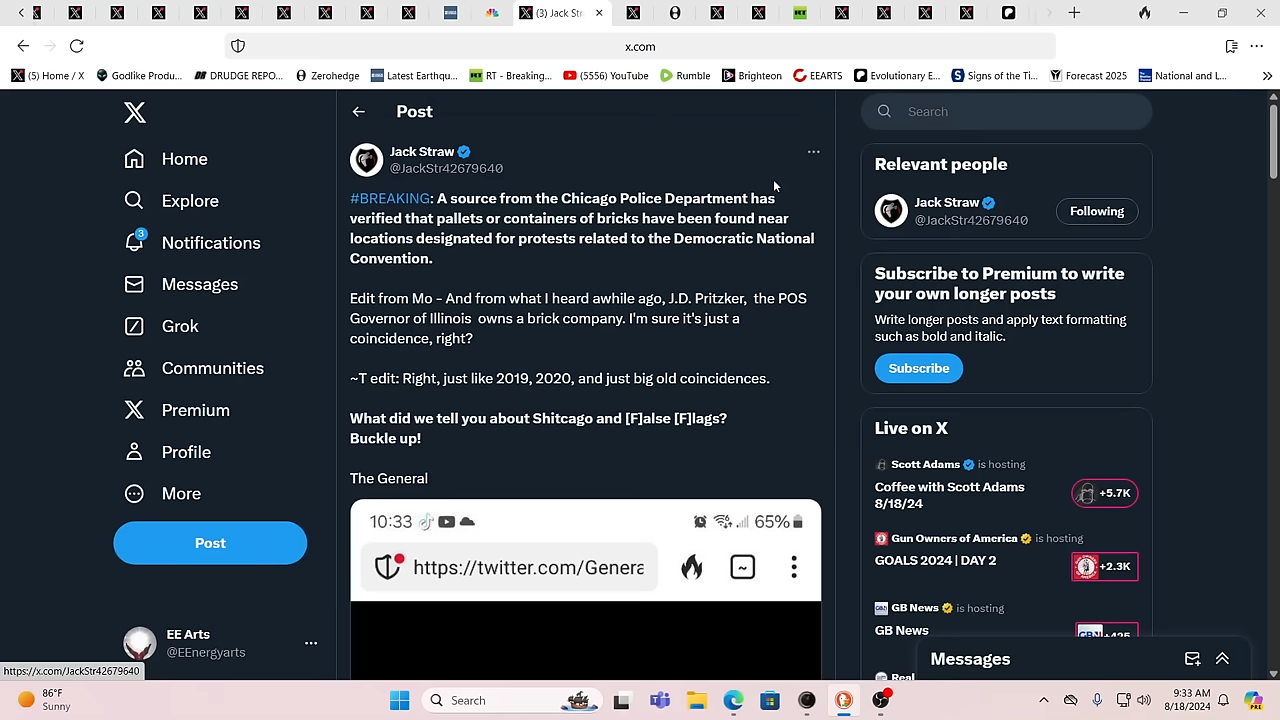 (3) Jack Str
x.com
(5) Home / X
Godlike Produ...
DRUDGE REPO...
Zerohedge
Latest Earthqu...
RT - Breaking...
(5556) YouTube
Rumble
Brighteon
EEARTS
Evolutionary E...
Signs of the Ti...
Forecast 2025
National and L...
Home
Explore
3
Notifications
Messages
Grok
Communities
Premium
Profile
More
Post
EE Arts
@EEnergyarts
https://x.com/JackStr42679640
Post
Jack Straw
@JackStr42679640
#BREAKING: A source from the Chicago Police Department has
verified that pallets or containers of bricks have been found near
locations designated for protests related to the Democratic National
Convention.
Edit from Mo - And from what I heard awhile ago, J.D. Pritzker, the POS
Governor of Illinois owns a brick company. I'm sure it's just a
coincidence, right?
~T edit: Right, just like 2019, 2020, and just big old coincidences.
What did we tell you about Shitcago and [F]alse [F]lags?
Buckle up!
The General
10:33
65%
https://twitter.com/Genera
Search
Relevant people
Jack Straw
@JackStr42679640
Following
Subscribe to Premium to write
your own longer posts
Write longer posts and apply text formatting
such as bold and italic.
Subscribe
Live on X
Scott Adams is hosting
Coffee with Scott Adams
8/18/24
+5.7K
Gun Owners of America is hosting
GOALS 2024 | DAY 2
+2.3K
GB News is hosting
GB News
Messages
86°F
Sunny
Search
9:33 AM
8/18/2024